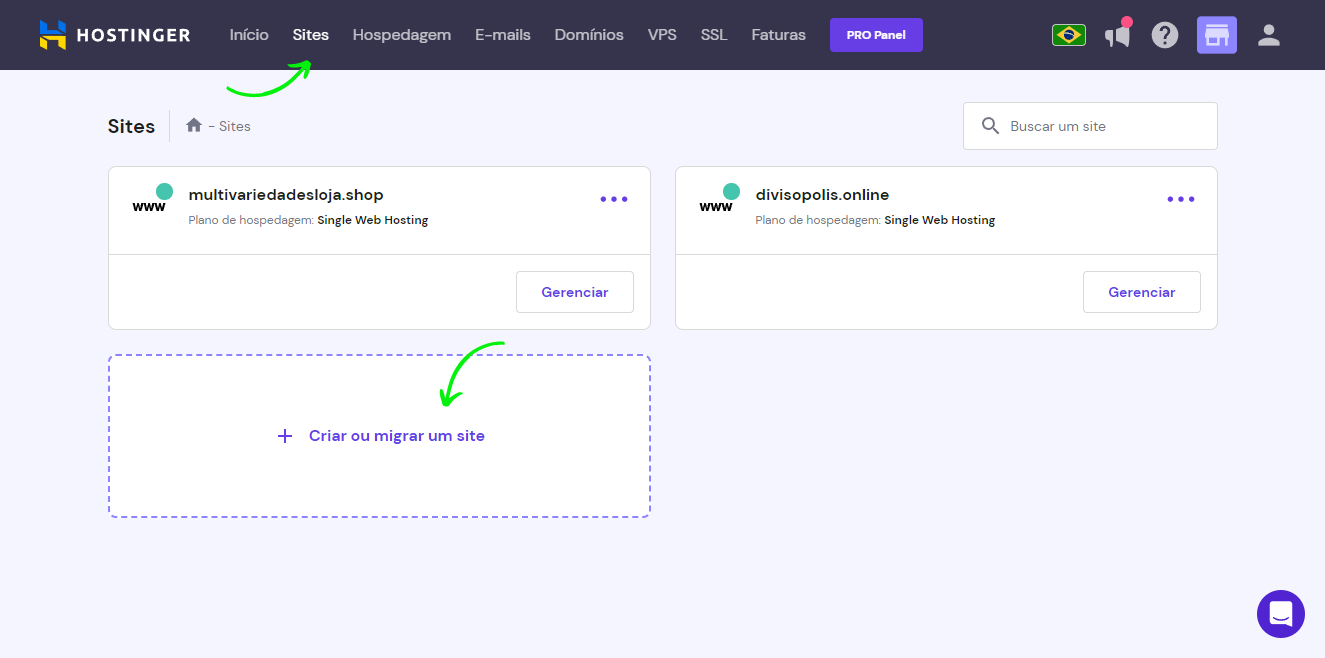 HOSTINGER Início Sites Hospedagem E-mails Domínios VPS SSL Faturas PRO Panel
Sites - Sites
Buscar um site
www multivariedadesloja.shop
Plano de hospedagem: Single Web Hosting
Gerenciar
www divisopolis.online
Plano de hospedagem: Single Web Hosting
Gerenciar
+ Criar ou migrar um site